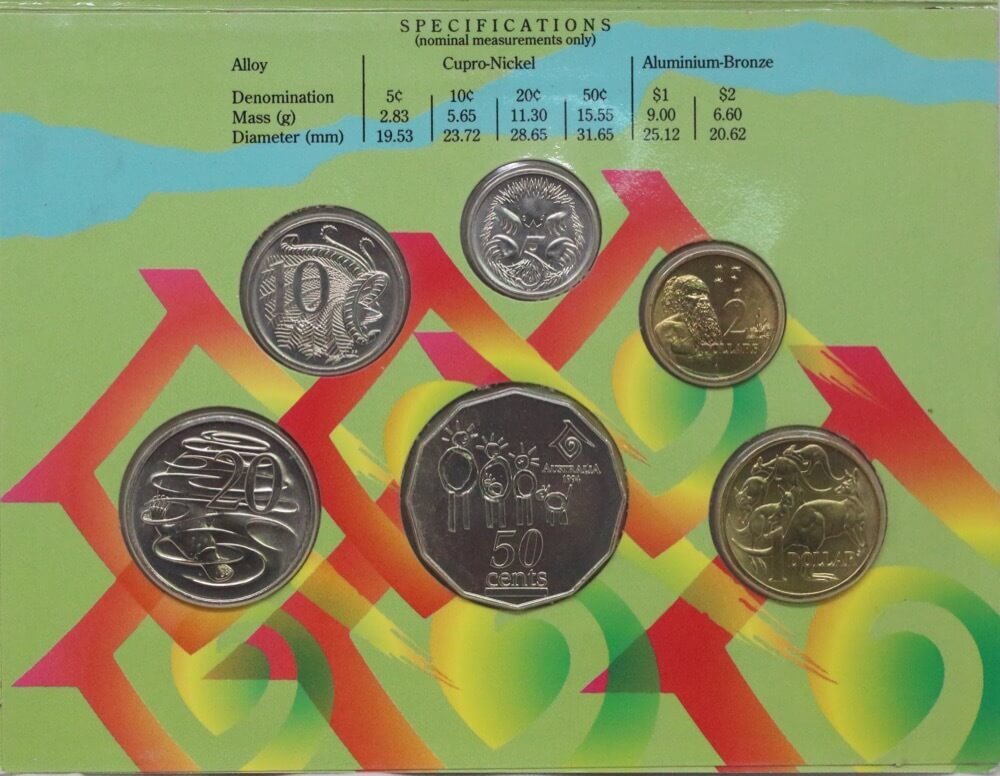 SPECIFICATIONS
(nominal measurements only)
Alloy Cupro-Nickel Aluminium-Bronze
Denomination 5¢ 10¢ 20¢ 50¢ $1 $2
Mass (g) 2.83 5.65 11.30 15.55 9.00 6.60
Diameter (mm) 19.53 23.72 28.65 31.65 25.12 20.62
5
10
2
DOLLARS
20
AUSTRALIA
1994
50
cents
1
DOLLAR